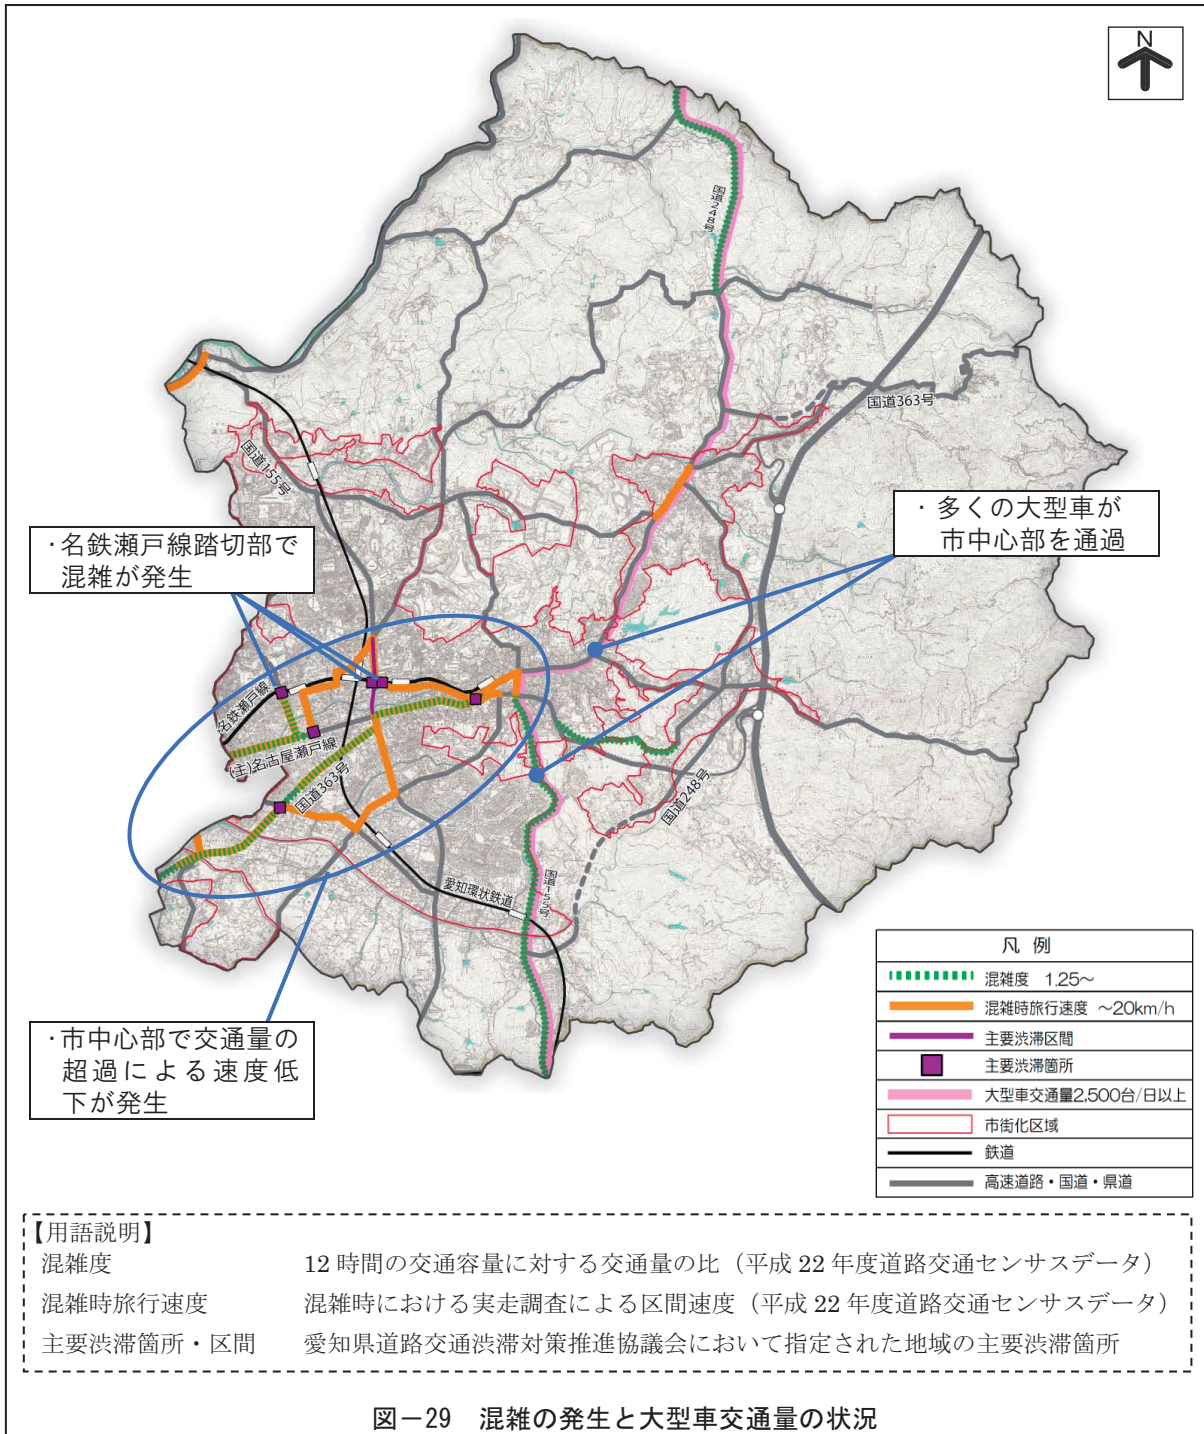 N
国道248号
国道363号
国道155号
・多くの大型車が
市中心部を通過
・名鉄瀬戸線踏切部で
混雑が発生
名鉄瀬戸線
(主)名古屋瀬戸線
国道363号
国道248号
愛知環状鉄道
国道155号
・市中心部で交通量の
超過による速度低
下が発生
凡 例
混雑度 1.25～
混雑時旅行速度 ～20km/h
主要渋滞区間
主要渋滞箇所
大型車交通量2,500台/日以上
市街化区域
鉄道
高速道路・国道・県道
【用語説明】
混雑度 12時間の交通容量に対する交通量の比（平成22年度道路交通センサスデータ）
混雑時旅行速度 混雑時における実走調査による区間速度（平成22年度道路交通センサスデータ）
主要渋滞箇所・区間 愛知県道路交通渋滞対策推進協議会において指定された地域の主要渋滞箇所
図－29 混雑の発生と大型車交通量の状況